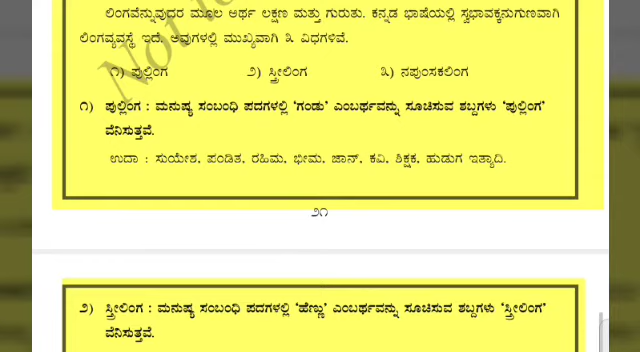 ಲಿಂಗವೆನ್ನುವುದರ ಮೂಲ ಅರ್ಥ ಲಕ್ಷಣ ಮತ್ತು ಗುರುತು. ಕನ್ನಡ ಭಾಷೆಯಲ್ಲಿ ಸ್ವಭಾವಕ್ಕನುಗುಣವಾಗಿ
ಲಿಂಗವ್ಯವಸ್ಥೆ ಇದೆ. ಅವುಗಳಲ್ಲಿ ಮುಖ್ಯವಾಗಿ ೩ ವಿಧಗಳಿವೆ.
೧) ಪುಲ್ಲಿಂಗ ೨) ಸ್ತ್ರೀಲಿಂಗ ೩) ನಪುಂಸಕಲಿಂಗ
೧) ಪುಲ್ಲಿಂಗ : ಮನುಷ್ಯ ಸಂಬಂಧಿ ಪದಗಳಲ್ಲಿ ‘ಗಂಡು’ ಎಂಬರ್ಥವನ್ನು ಸೂಚಿಸುವ ಶಬ್ದಗಳು ‘ಪುಲ್ಲಿಂಗ’
ವೆನಿಸುತ್ತವೆ.
ಉದಾ : ಸುಯೇಶ, ಪಂಡಿತ, ರಹಿಮ, ಭೀಮ, ಜಾನ್, ಕವಿ, ಶಿಕ್ಷಕ, ಹುಡುಗ ಇತ್ಯಾದಿ.
೨೧
೨) ಸ್ತ್ರೀಲಿಂಗ : ಮನುಷ್ಯ ಸಂಬಂಧಿ ಪದಗಳಲ್ಲಿ ‘ಹೆಣ್ಣು’ ಎಂಬರ್ಥವನ್ನು ಸೂಚಿಸುವ ಶಬ್ದಗಳು ‘ಸ್ತ್ರೀಲಿಂಗ’
ವೆನಿಸುತ್ತವೆ.
Not